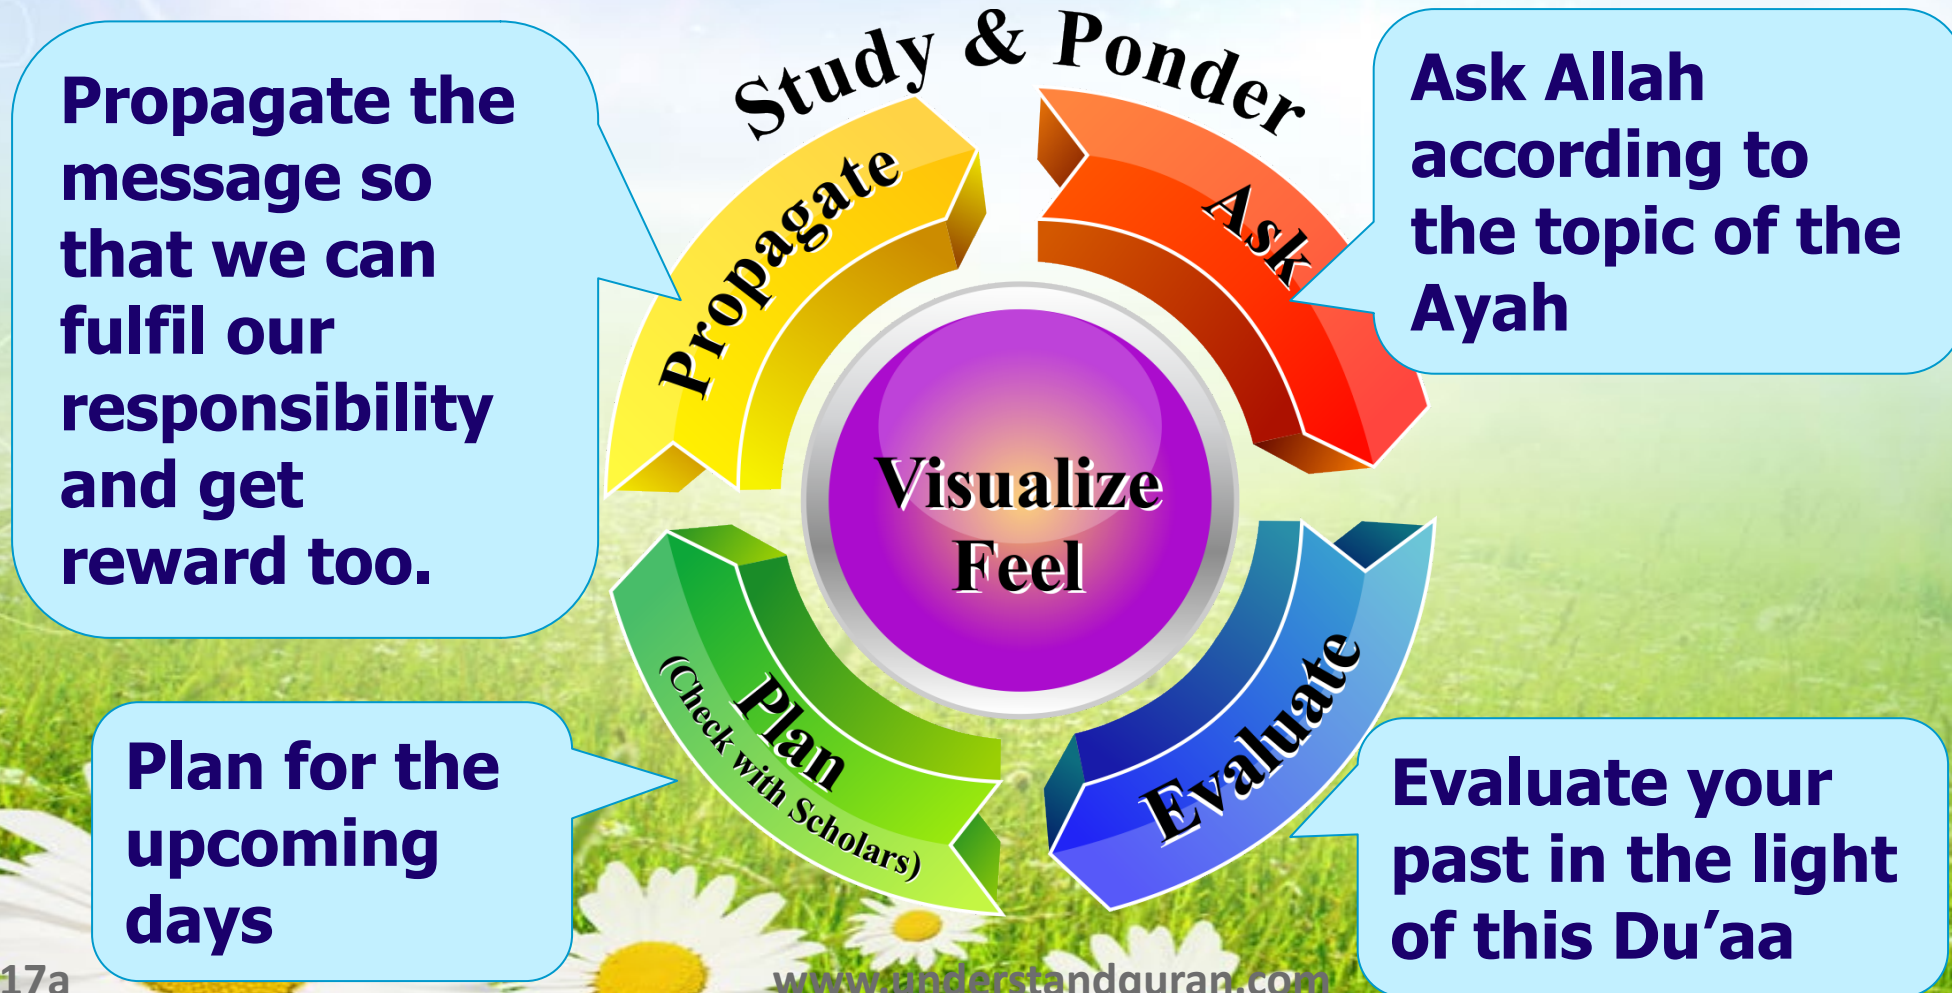 Study & Ponder
Propagate the
message so
that we can
fulfil our
responsibility
and get
reward too.
Propagate
Ask
Ask Allah
according to
the topic of the
Ayah
Visualize
Feel
Plan
(Check with Scholars)
Evaluate
Plan for the
upcoming
days
Evaluate your
past in the light
of this Du’aa
17a
www.understandquran.com